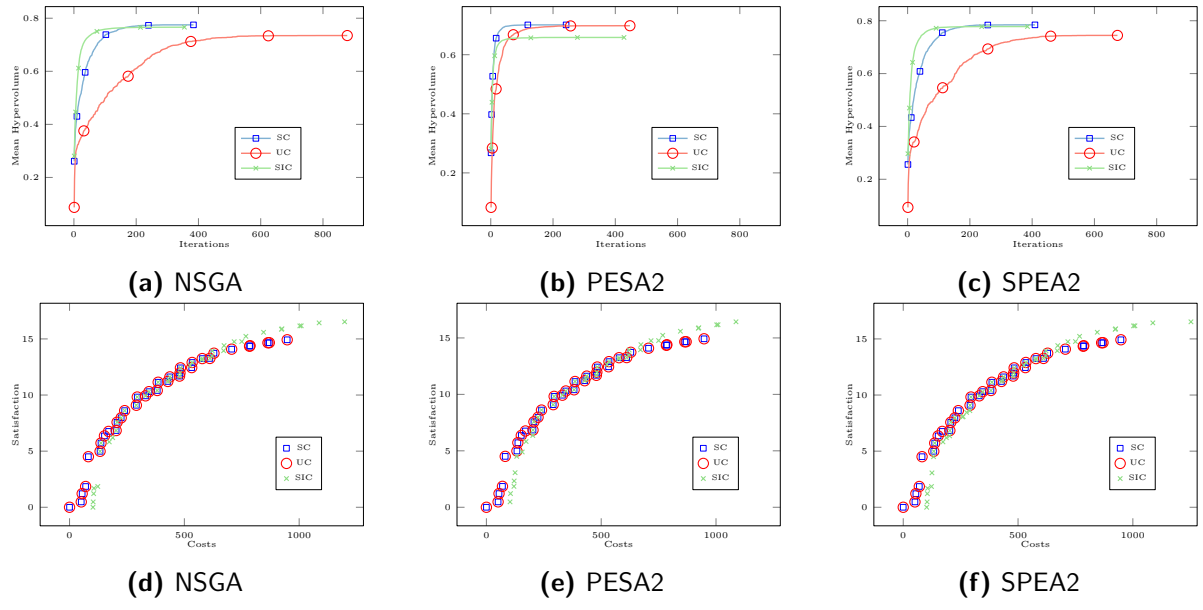 Mean Hypervolume
0.8
0.6
0.4
0.2
0 200 400 600 800
Iterations
SC
UC
SIC
(a) NSGA
Mean Hypervolume
0.6
0.4
0.2
0 200 400 600 800
Iterations
SC
UC
SIC
(b) PESA2
Mean Hypervolume
0.8
0.6
0.4
0.2
0 200 400 600 800
Iterations
SC
UC
SIC
(c) SPEA2
Satisfaction
15
10
5
0
0 500 1000
Costs
SC
UC
SIC
(d) NSGA
Satisfaction
15
10
5
0
0 500 1000
Costs
SC
UC
SIC
(e) PESA2
Satisfaction
15
10
5
0
0 500 1000
Costs
SC
UC
SIC
(f) SPEA2